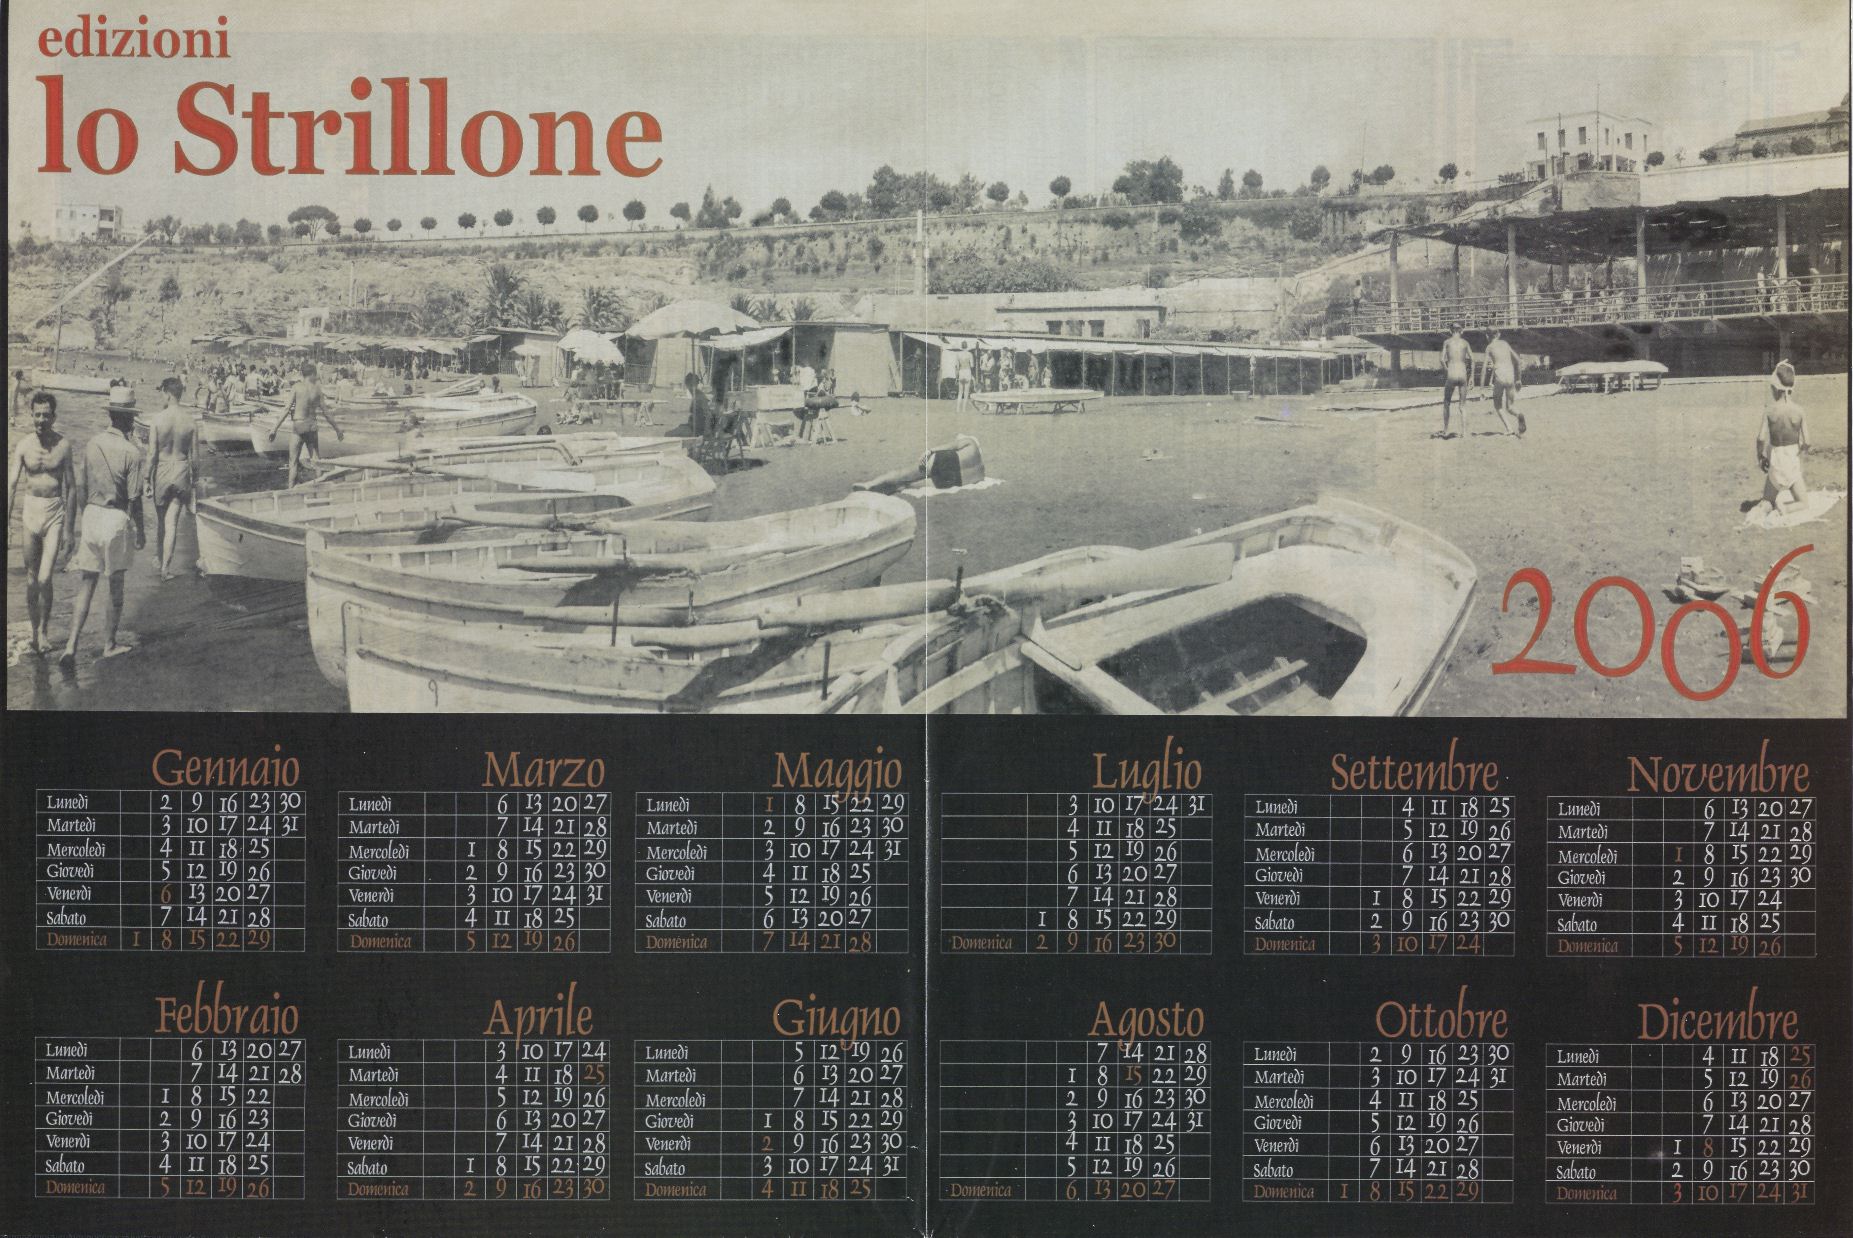 edizioni
lo Strillone
2006
Gennaio
Lunedì 2 9 16 23 30
Martedì 3 10 17 24 31
Mercoledì 4 11 18 25
Giovedì 5 12 19 26
Venerdì 6 13 20 27
Sabato 7 14 21 28
Domenica 1 8 15 22 29
Marzo
Lunedì 6 13 20 27
Martedì 7 14 21 28
Mercoledì 1 8 15 22 29
Giovedì 2 9 16 23 30
Venerdì 3 10 17 24 31
Sabato 4 11 18 25
Domenica 5 12 19 26
Maggio
Lunedì 1 8 15 22 29
Martedì 2 9 16 23 30
Mercoledì 3 10 17 24 31
Giovedì 4 11 18 25
Venerdì 5 12 19 26
Sabato 6 13 20 27
Domenica 7 14 21 28
Luglio
3 10 17 24 31
4 11 18 25
5 12 19 26
6 13 20 27
7 14 21 28
1 8 15 22 29
Domenica 2 9 16 23 30
Settembre
Lunedì 4 11 18 25
Martedì 5 12 19 26
Mercoledì 6 13 20 27
Giovedì 7 14 21 28
Venerdì 1 8 15 22 29
Sabato 2 9 16 23 30
Domenica 3 10 17 24
Novembre
Lunedì 6 13 20 27
Martedì 7 14 21 28
Mercoledì 1 8 15 22 29
Giovedì 2 9 16 23 30
Venerdì 3 10 17 24
Sabato 4 11 18 25
Domenica 5 12 19 26
Febbraio
Lunedì 6 13 20 27
Martedì 7 14 21 28
Mercoledì 1 8 15 22
Giovedì 2 9 16 23
Venerdì 3 10 17 24
Sabato 4 11 18 25
Domenica 5 12 19 26
Aprile
Lunedì 3 10 17 24
Martedì 4 11 18 25
Mercoledì 5 12 19 26
Giovedì 6 13 20 27
Venerdì 7 14 21 28
Sabato 1 8 15 22 29
Domenica 2 9 16 23 30
Giugno
Lunedì 5 12 19 26
Martedì 6 13 20 27
Mercoledì 7 14 21 28
Giovedì 1 8 15 22 29
Venerdì 2 9 16 23 30
Sabato 3 10 17 24 31
Domenica 4 11 18 25
Agosto
7 14 21 28
1 8 15 22 29
2 9 16 23 30
3 10 17 24 31
4 11 18 25
5 12 19 26
Domenica 6 13 20 27
Ottobre
Lunedì 2 9 16 23 30
Martedì 3 10 17 24 31
Mercoledì 4 11 18 25
Giovedì 5 12 19 26
Venerdì 6 13 20 27
Sabato 7 14 21 28
Domenica 1 8 15 22 29
Dicembre
Lunedì 4 11 18 25
Martedì 5 12 19 26
Mercoledì 6 13 20 27
Giovedì 7 14 21 28
Venerdì 1 8 15 22 29
Sabato 2 9 16 23 30
Domenica 3 10 17 24 31